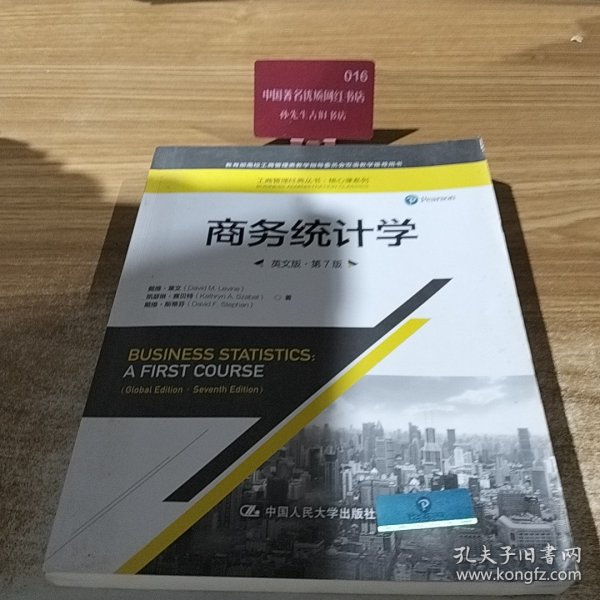 016
中国著名优质网红书店
孙先生古旧书店
教育部高校工商管理类教学指导委员会双语教学推荐用书
工商管理经典丛书·核心课系列
BUSINESS ADMINISTRATION CLASSICS
Pearson
商务统计学
英文版·第7版
戴维·莱文（David M. Levine）
凯瑟琳·赛贝特（Kathryn A. Szabat）
戴维·斯蒂芬（David F. Stephan）
◎著
BUSINESS STATISTICS:
A FIRST COURSE
(Global Edition · Seventh Edition)
中国人民大学出版社
孔夫子旧书网
www.kongfz.com